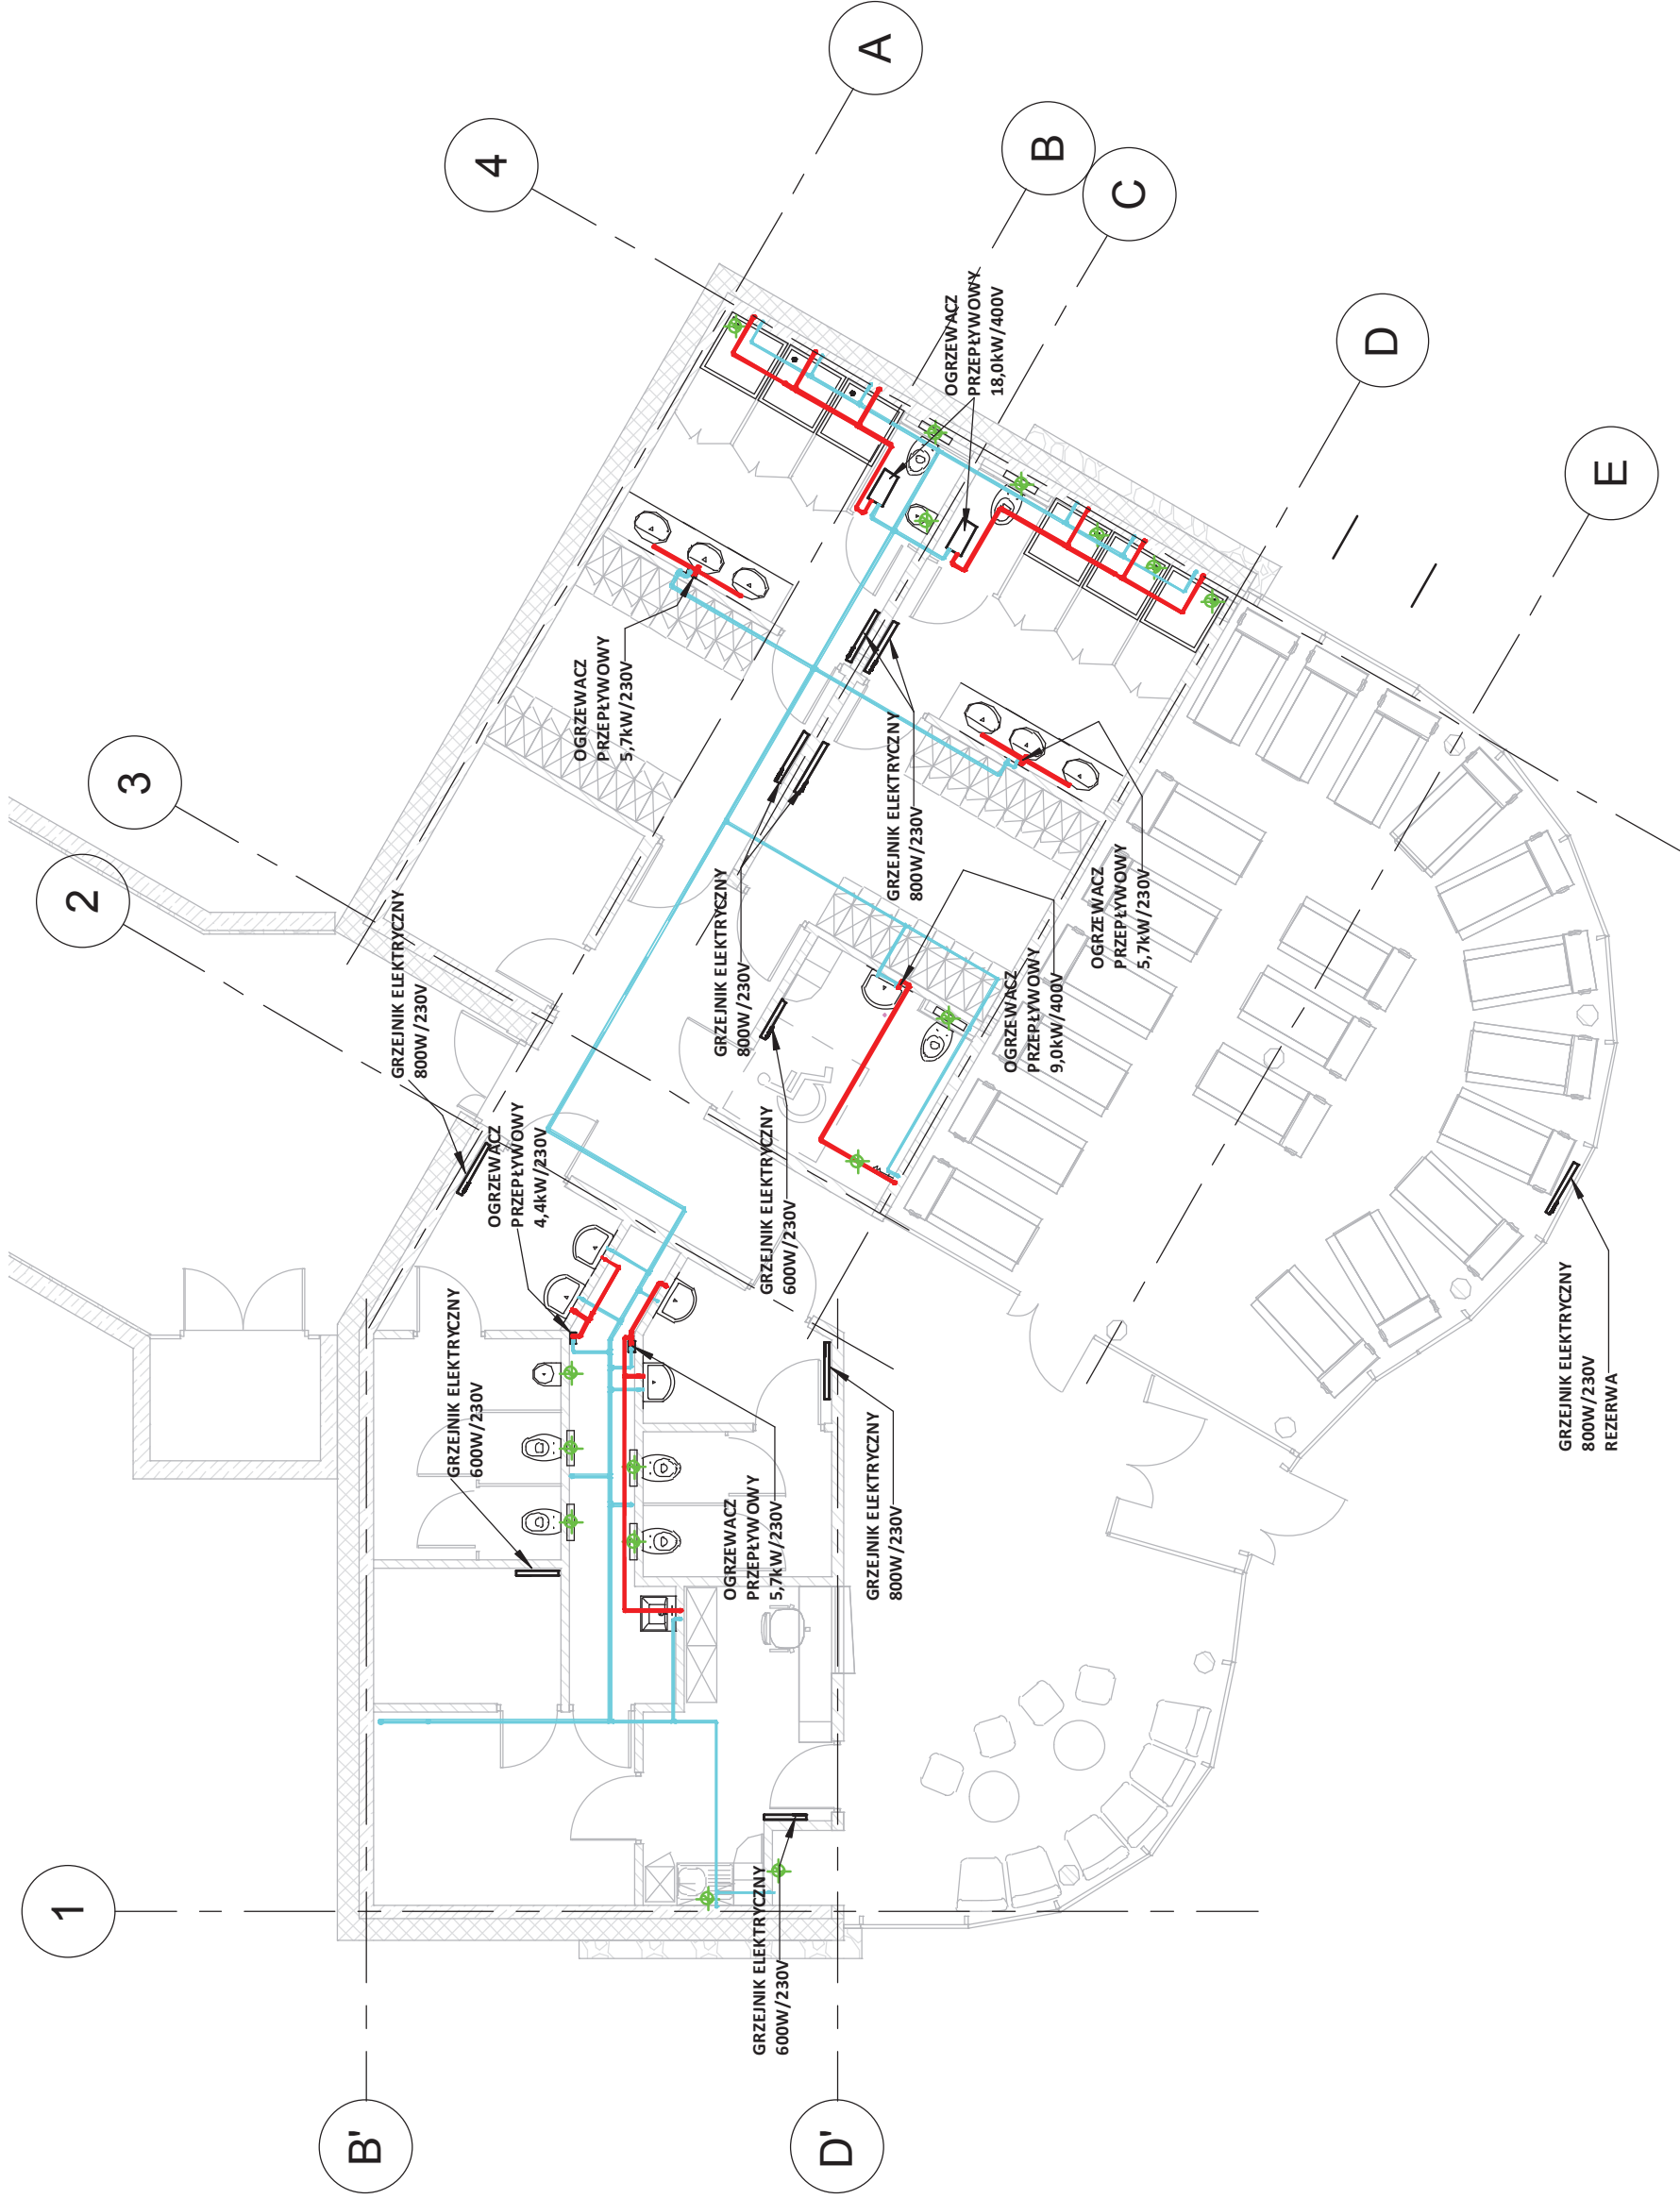 1
2
3
4
A
B
C
D
E
B'
D'
GRZEJNIK ELEKTRYCZNY
800W/230V
OGRZEWACZ
PRZEPŁYWOWY
4,4kW/230V
GRZEJNIK ELEKTRYCZNY
600W/230V
OGRZEWACZ
PRZEPŁYWOWY
5,7kW/230V
GRZEJNIK ELEKTRYCZNY
800W/230V
GRZEJNIK ELEKTRYCZNY
600W/230V
GRZEJNIK ELEKTRYCZNY
600W/230V
GRZEJNIK ELEKTRYCZNY
800W/230V
GRZEJNIK ELEKTRYCZNY
800W/230V
OGRZEWACZ
PRZEPŁYWOWY
5,7kW/230V
OGRZEWACZ
PRZEPŁYWOWY
18,0kW/400V
OGRZEWACZ
PRZEPŁYWOWY
9,0kW/400V
OGRZEWACZ
PRZEPŁYWOWY
5,7kW/230V
GRZEJNIK ELEKTRYCZNY
800W/230V
REZERWA